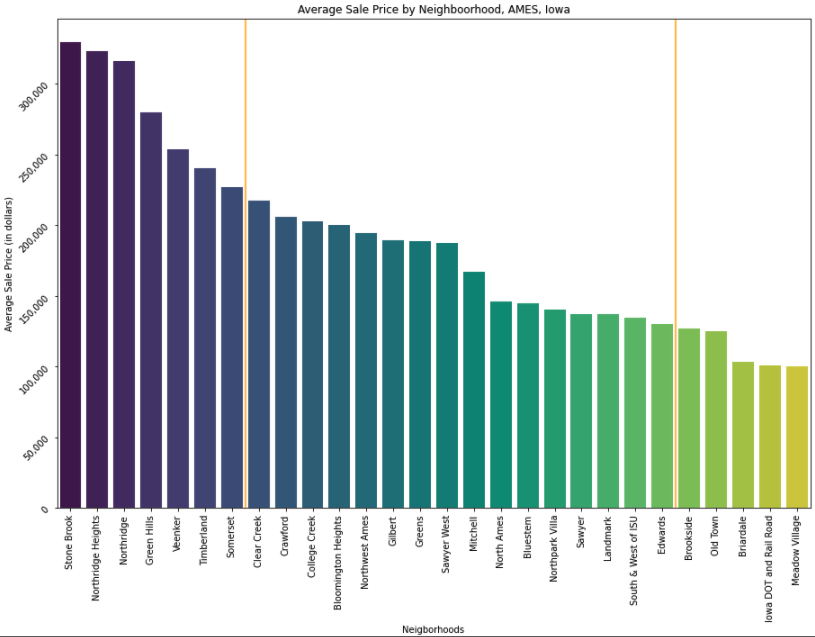 Average Sale Price by Neighboorhood, AMES, Iowa
Average Sale Price (in dollars)
300,000
250,000
200,000
150,000
100,000
50,000
0
Stone Brook
Northridge Heights
Northridge
Green Hills
Veenker
Timberland
Somerset
Clear Creek
Crawford
College Creek
Bloomington Heights
Northwest Ames
Gilbert
Greens
Sawyer West
Mitchell
North Ames
Bluestem
Northpark Villa
Sawyer
Landmark
South & West of ISU
Edwards
Brookside
Old Town
Briardale
Iowa DOT and Rail Road
Meadow Village
Neigborhoods